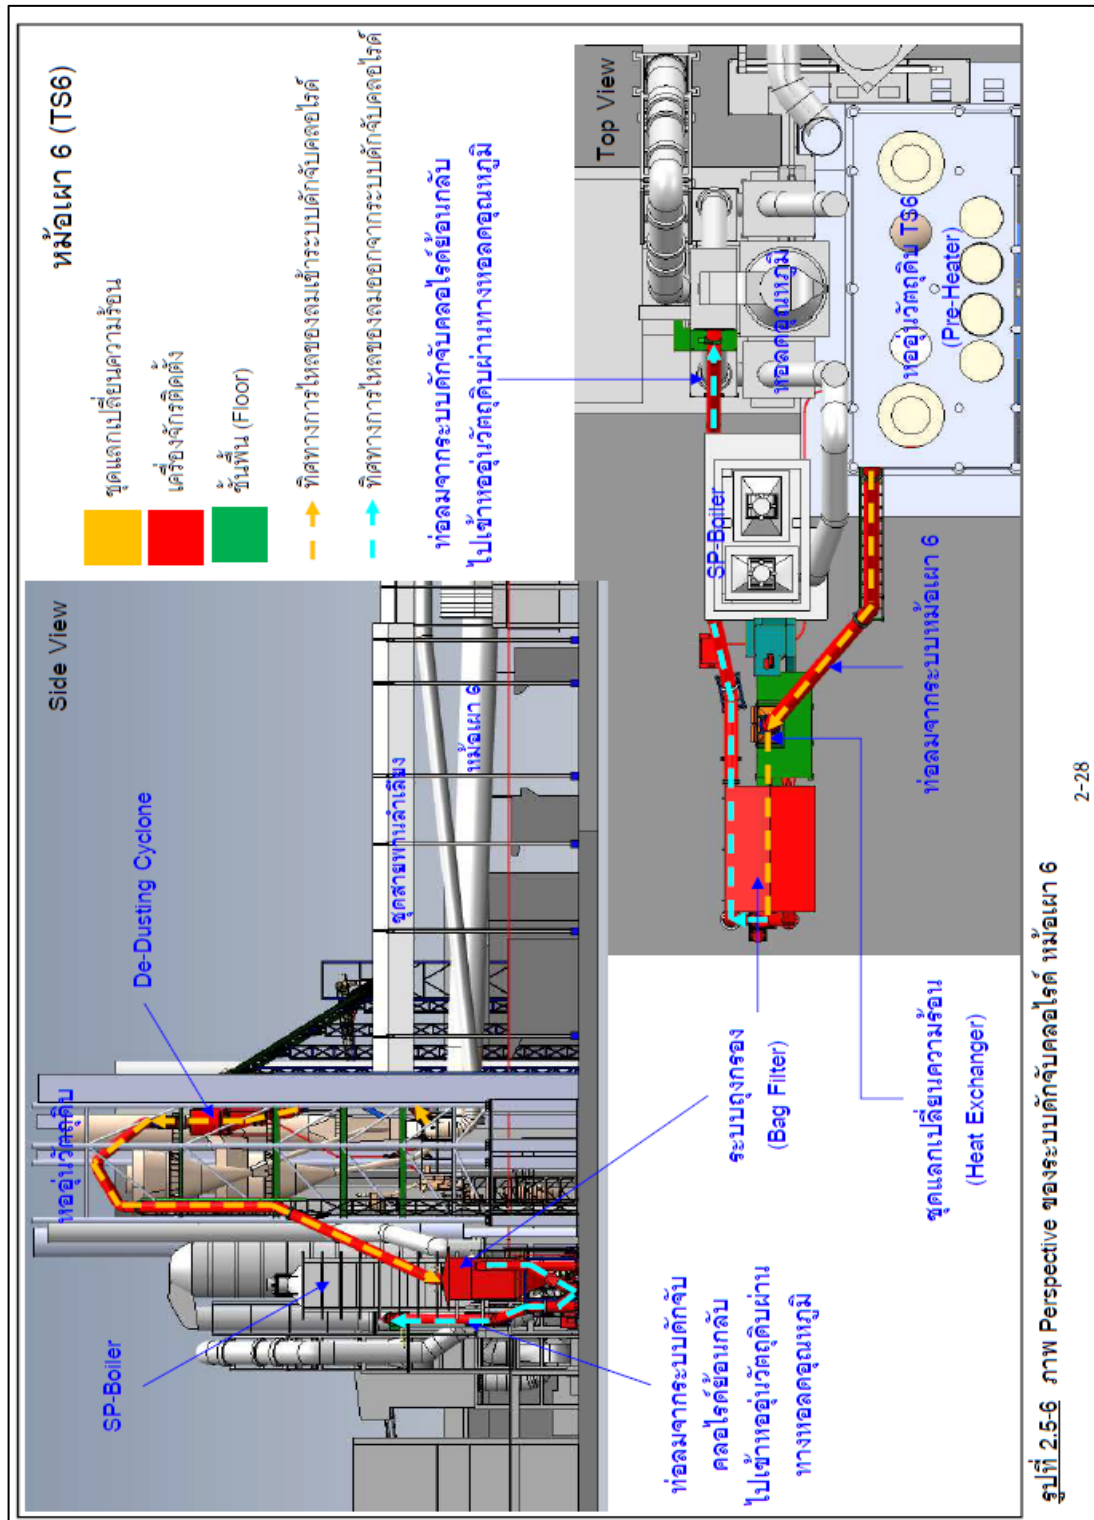 หม้อเผา 6 (TS6)
Side View
ชุดแลกเปลี่ยนความร้อน
เครื่องจักรติดตั้ง
ชั้นพื้น (Floor)
ทิศทางการไหลของลมเข้าระบบดักจับคลอไรด์
ทิศทางการไหลของลมออกจากระบบดักจับคลอไรด์
SP-Boiler
หออุ่นวัตถุดิบ
De-Dusting Cyclone
ชุดสายพานลำเลียง
หม้อเผา 6
ท่อลมจากระบบดักจับคลอไรด์ย้อนกลับ
ไปเข้าหออุ่นวัตถุดิบผ่านทางหอลดอุณหภูมิ
Top View
ท่อลมจากระบบดักจับ
คลอไรด์ย้อนกลับ
ไปเข้าหออุ่นวัตถุดิบผ่าน
ทางหอลดอุณหภูมิ
ระบบถุงกรอง
(Bag Filter)
SP-Boiler
หอลดอุณหภูมิ
หออุ่นวัตถุดิบ TS6
(Pre-Heater)
ชุดแลกเปลี่ยนความร้อน
(Heat Exchanger)
ท่อลมจากระบบหม้อเผา 6
รูปที่ 2.5-6 ภาพ Perspective ของระบบดักจับคลอไรด์ หม้อเผา 6
2-28